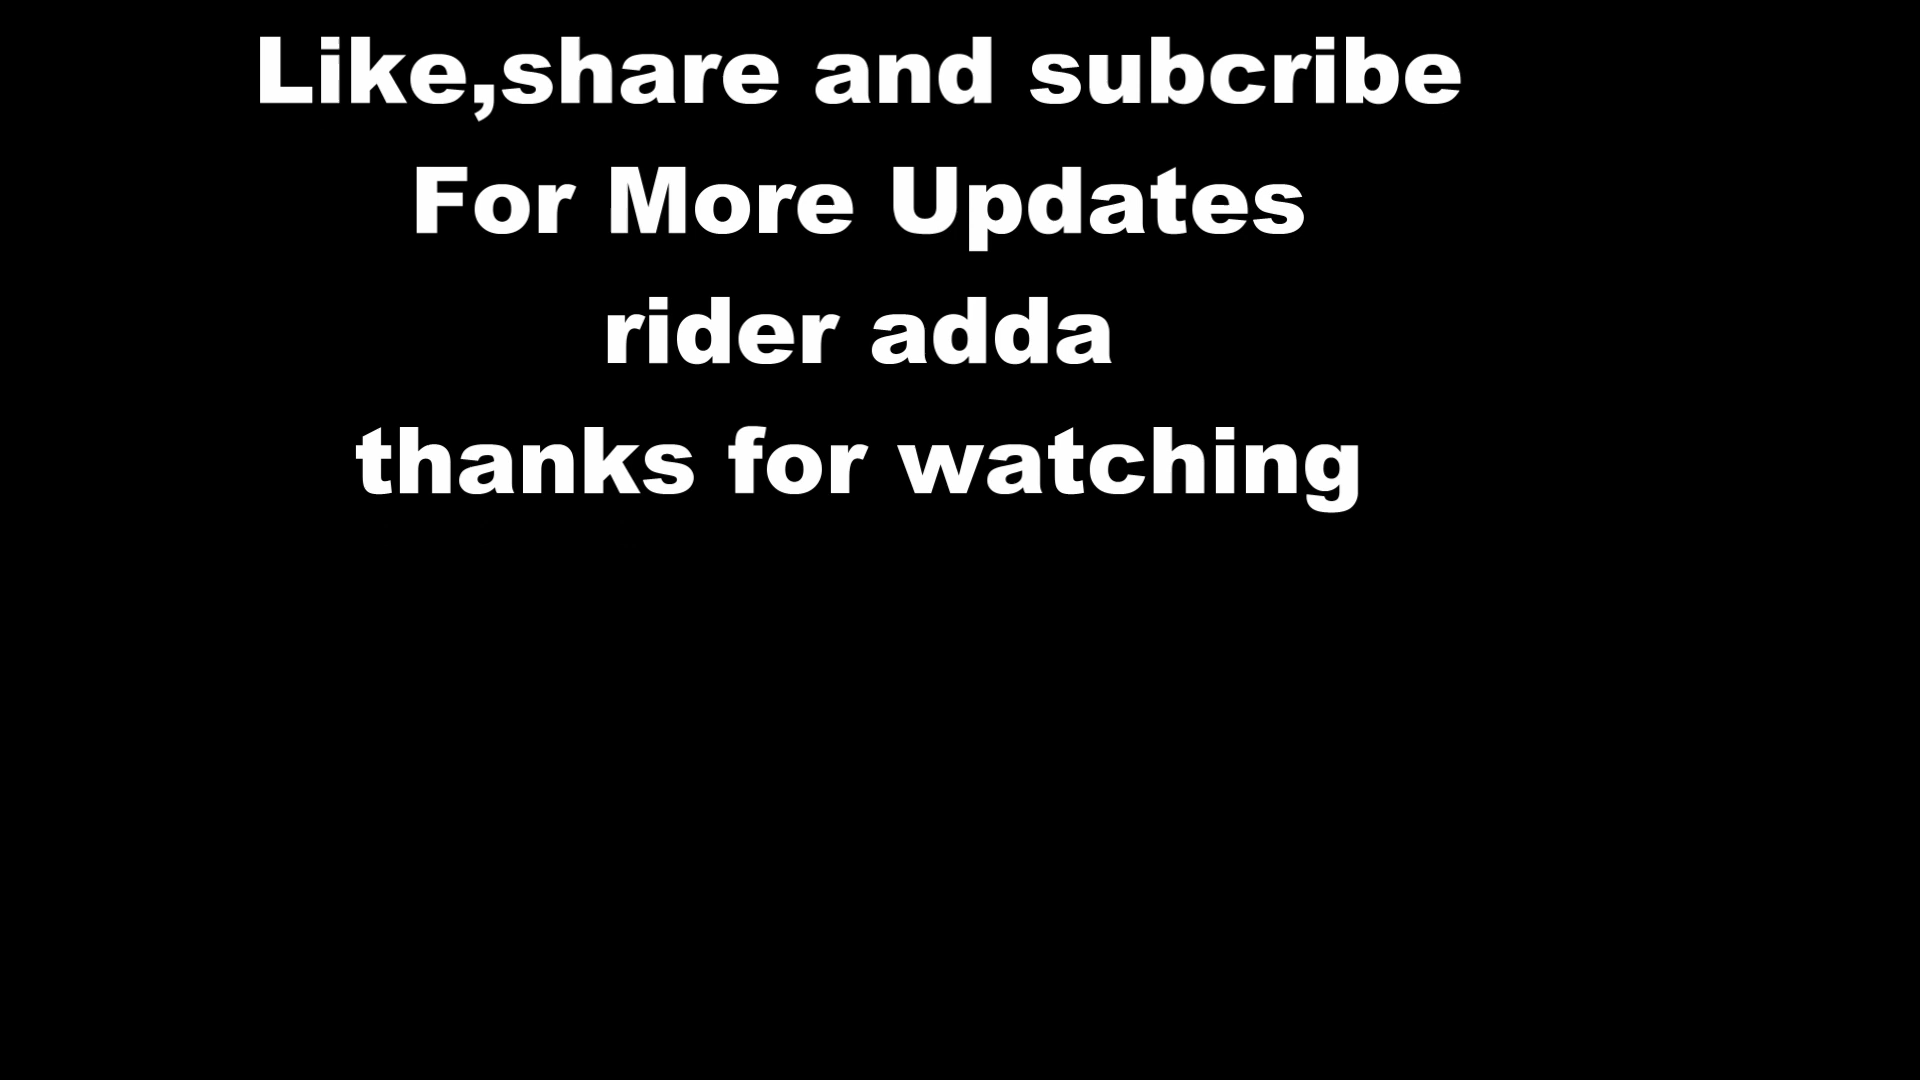 Like,share and subcribe
For More Updates
rider adda
thanks for watching